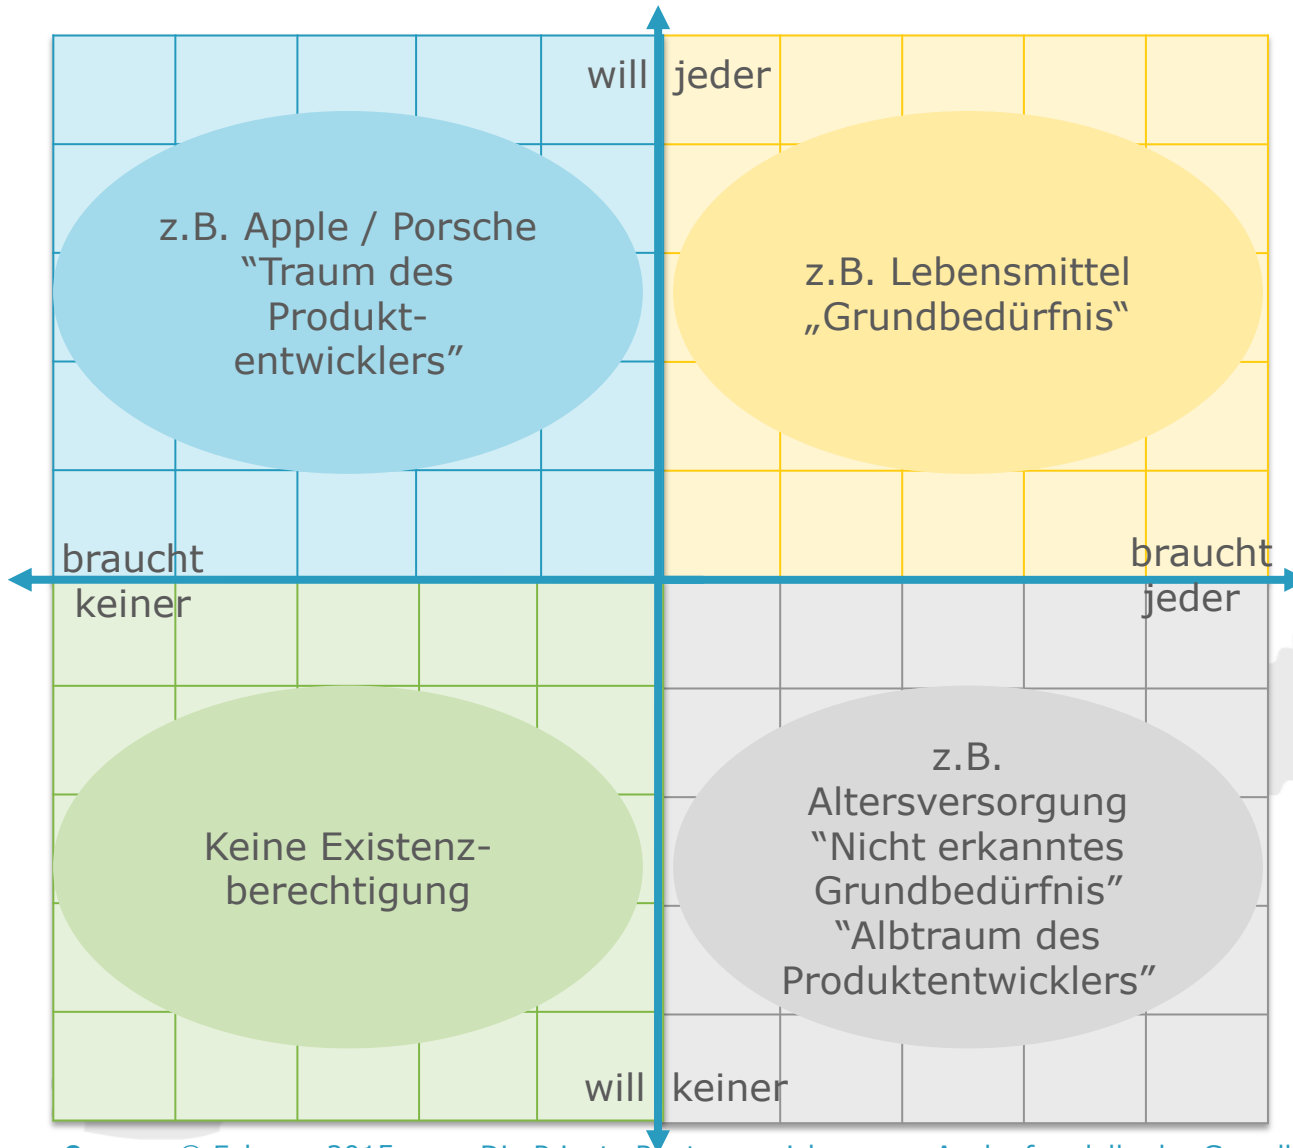 will jeder
z.B. Apple / Porsche
“Traum des
Produkt-
entwicklers”
z.B. Lebensmittel
„Grundbedürfnis“
braucht
keiner
braucht
jeder
Keine Existenz-
berechtigung
z.B.
Altersversorgung
“Nicht erkanntes
Grundbedürfnis”
“Albtraum des
Produktentwicklers”
will keiner